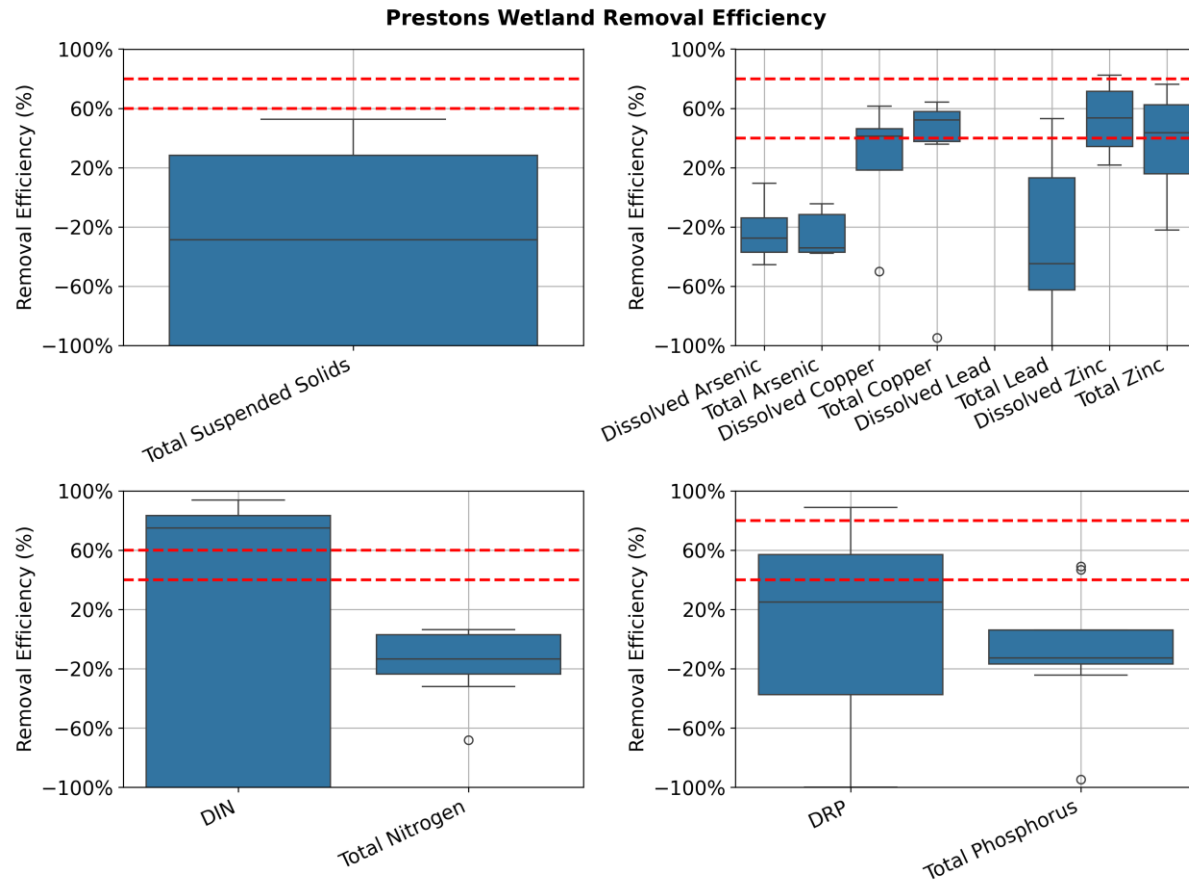 Prestons Wetland Removal Efficiency
Removal Efficiency (%)
100%
60%
20%
−20%
−60%
−100%
Total Suspended Solids
Removal Efficiency (%)
100%
60%
20%
−20%
−60%
−100%
Dissolved Arsenic
Total Arsenic
Dissolved Copper
Total Copper
Dissolved Lead
Total Lead
Dissolved Zinc
Total Zinc
Removal Efficiency (%)
100%
60%
20%
−20%
−60%
−100%
DIN
Total Nitrogen
Removal Efficiency (%)
100%
60%
20%
−20%
−60%
−100%
DRP
Total Phosphorus